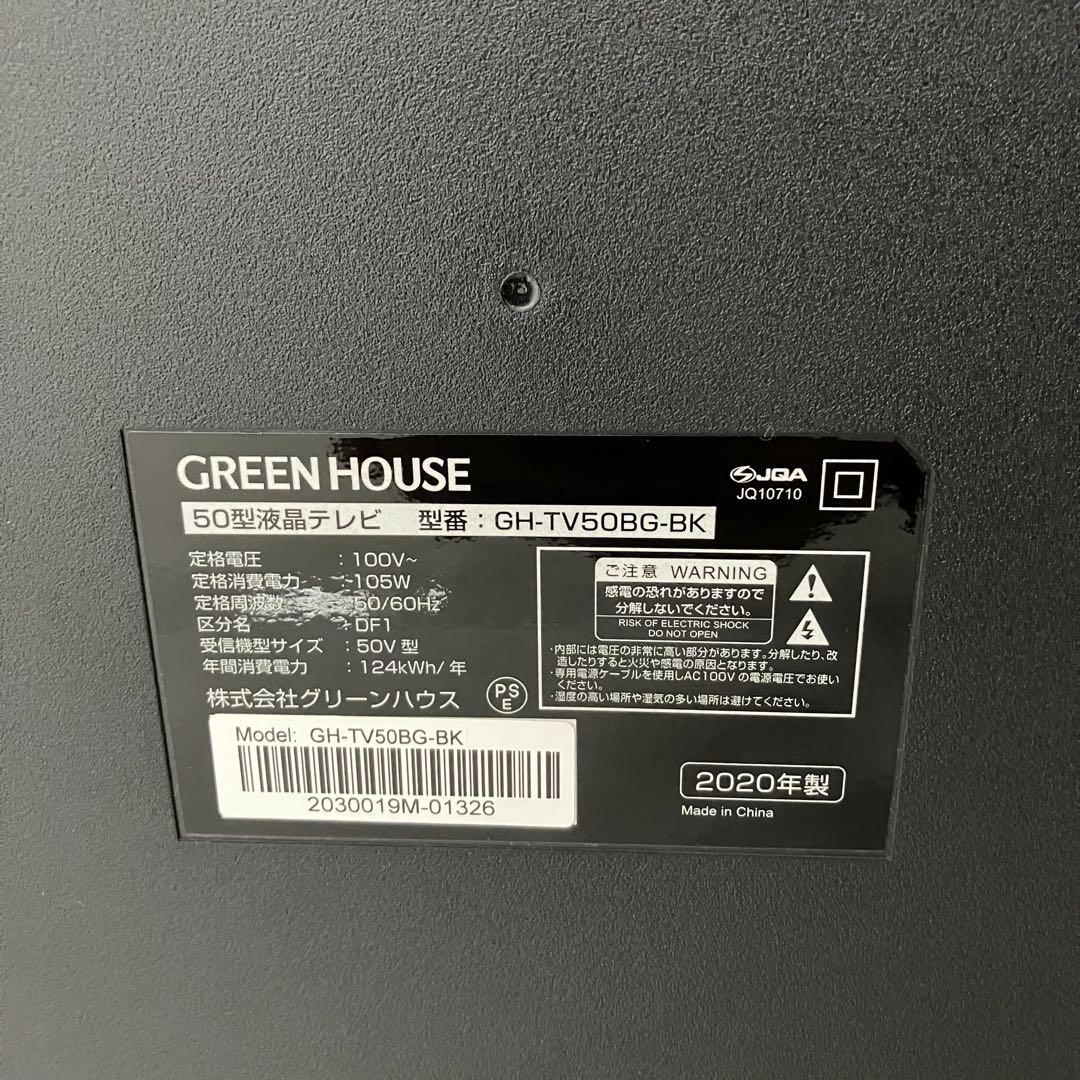 GREEN HOUSE
JQA
JQ10710
50型液晶テレビ 型番：GH-TV50BG-BK
定格電圧 ：100V~
定格消費電力 ：105W
定格周波数 ：50/60Hz
区分名 ：DF1
受信機型サイズ ：50V 型
年間消費電力 ：124kWh/ 年
株式会社グリーンハウス
PS
E
ご注意 WARNING
感電の恐れがありますので
分解しないでください。
RISK OF ELECTRIC SHOCK
DO NOT OPEN
・内部には電圧の非常に高い部分があります。分解したり、改
造したりすると火災や感電の原因となります。
・専用電源ケーブルを使用しAC100V の電源電圧でお使い
ください。
・湿度の高い場所や湿気の多い場所は避けてください。
Model: GH-TV50BG-BK
2030019M-01326
2020年製
Made in China